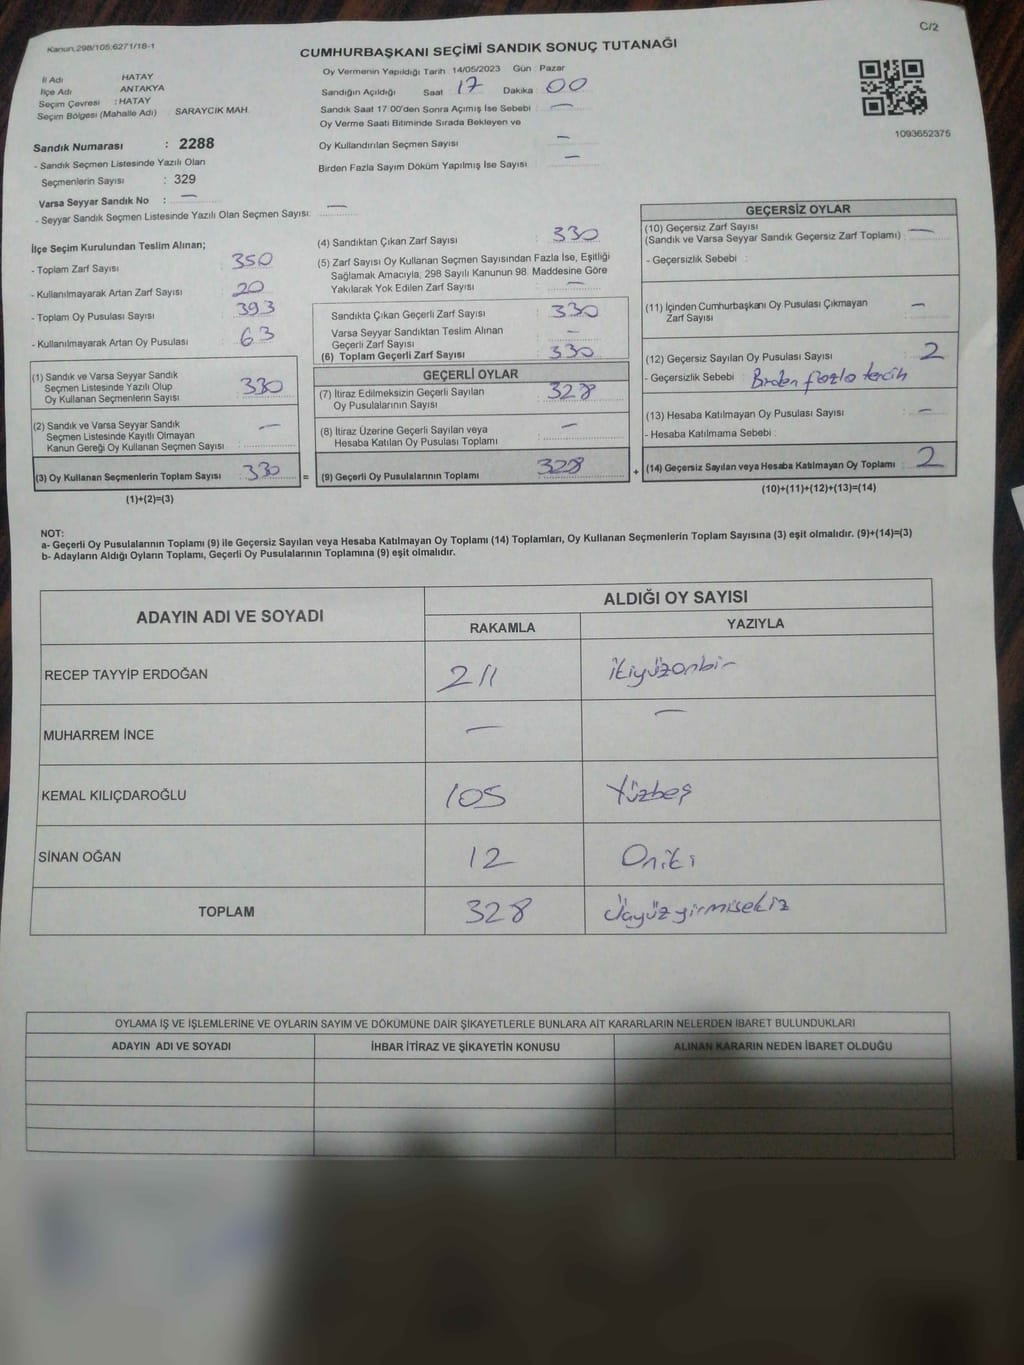 Kanun.298/105;6271/18-1
C/2
CUMHURBAŞKANI SEÇİMİ SANDIK SONUÇ TUTANAĞI
İl Adı HATAY
İlçe Adı ANTAKYA
Seçim Çevresi : HATAY
Seçim Bölgesi (Mahalle Adı) SARAYCIK MAH.
Oy Vermenin Yapıldığı Tarih 14/05/2023 Gün Pazar
Sandığın Açıldığı Saat 17 Dakika 00
Sandık Saat 17 00'den Sonra Açımış İse Sebebi —
Oy Verme Saati Bitiminde Sırada Bekleyen ve
Oy Kullandırılan Seçmen Sayısı —
Birden Fazla Sayım Döküm Yapılmış İse Sayısı —
1093652375
Sandık Numarası : 2288
- Sandık Seçmen Listesinde Yazılı Olan
Seçmenlerin Sayısı : 329
Varsa Seyyar Sandık No : —
- Seyyar Sandık Seçmen Listesinde Yazılı Olan Seçmen Sayısı: —
İlçe Seçim Kurulundan Teslim Alınan;
- Toplam Zarf Sayısı 350
- Kullanılmayarak Artan Zarf Sayısı 20
- Toplam Oy Pusulası Sayısı 393
- Kullanılmayarak Artan Oy Pusulası 63
(1) Sandık ve Varsa Seyyar Sandık
Seçmen Listesinde Yazılı Olup
Oy Kullanan Seçmenlerin Sayısı 330
(2) Sandık ve Varsa Seyyar Sandık
Seçmen Listesinde Kayıtlı Olmayan
Kanun Gereği Oy Kullanan Seçmen Sayısı —
(3) Oy Kullanan Seçmenlerin Toplam Sayısı 330 =
(1)+(2)=(3)
(4) Sandıktan Çıkan Zarf Sayısı : 330
(5) Zarf Sayısı Oy Kullanan Seçmen Sayısından Fazla İse, Eşitliği
Sağlamak Amacıyla, 298 Sayılı Kanunun 98. Maddesine Göre
Yakılarak Yok Edilen Zarf Sayısı : —
Sandıkta Çıkan Geçerli Zarf Sayısı : 330
Varsa Seyyar Sandıktan Teslim Alınan
Geçerli Zarf Sayısı : —
(6) Toplam Geçerli Zarf Sayısı 330
GEÇERLİ OYLAR
(7) İtiraz Edilmeksizin Geçerli Sayılan
Oy Pusulalarının Sayısı : 328
(8) İtiraz Üzerine Geçerli Sayılan veya
Hesaba Katılan Oy Pusulası Toplamı : —
(9) Geçerli Oy Pusulalarının Toplamı 328 +
GEÇERSİZ OYLAR
(10) Geçersiz Zarf Sayısı
(Sandık ve Varsa Seyyar Sandık Geçersiz Zarf Toplamı) : —
- Geçersizlik Sebebi :
(11) İçinden Cumhurbaşkanı Oy Pusulası Çıkmayan
Zarf Sayısı : —
(12) Geçersiz Sayılan Oy Pusulası Sayısı : 2
- Geçersizlik Sebebi : Birden fazla tercih
(13) Hesaba Katılmayan Oy Pusulası Sayısı : —
- Hesaba Katılmama Sebebi :
(14) Geçersiz Sayılan veya Hesaba Katılmayan Oy Toplamı : 2
(10)+(11)+(12)+(13)=(14)
NOT:
a- Geçerli Oy Pusulalarının Toplamı (9) ile Geçersiz Sayılan veya Hesaba Katılmayan Oy Toplamı (14) Toplamları, Oy Kullanan Seçmenlerin Toplam Sayısına (3) eşit olmalıdır. (9)+(14)=(3)
b- Adayların Aldığı Oyların Toplamı, Geçerli Oy Pusulalarının Toplamına (9) eşit olmalıdır.
ADAYIN ADI VE SOYADI
ALDIĞI OY SAYISI
RAKAMLA YAZIYLA
RECEP TAYYİP ERDOĞAN 211 ikiyüzonbir
MUHARREM İNCE — —
KEMAL KILIÇDAROĞLU 105 Yüzbeş
SİNAN OĞAN 12 Oniki
TOPLAM 328 Üçyüzyirmisekiz
OYLAMA İŞ VE İŞLEMLERİNE VE OYLARIN SAYIM VE DÖKÜMÜNE DAİR ŞİKAYETLERLE BUNLARA AİT KARARLARIN NELERDEN İBARET BULUNDUKLARI
ADAYIN ADI VE SOYADI İHBAR İTİRAZ VE ŞİKAYETİN KONUSU ALINAN KARARIN NEDEN İBARET OLDUĞU